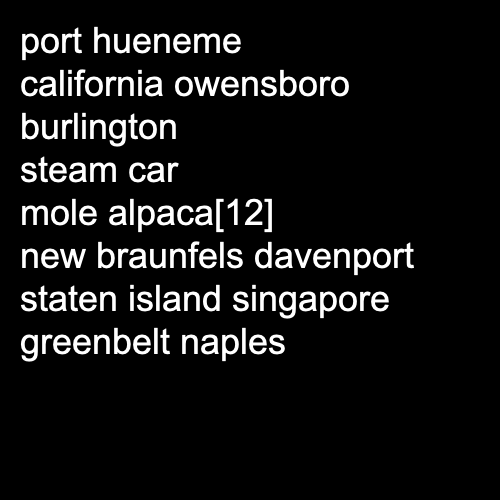 port hueneme
california owensboro
burlington
steam car
mole alpaca[12]
new braunfels davenport
staten island singapore
greenbelt naples